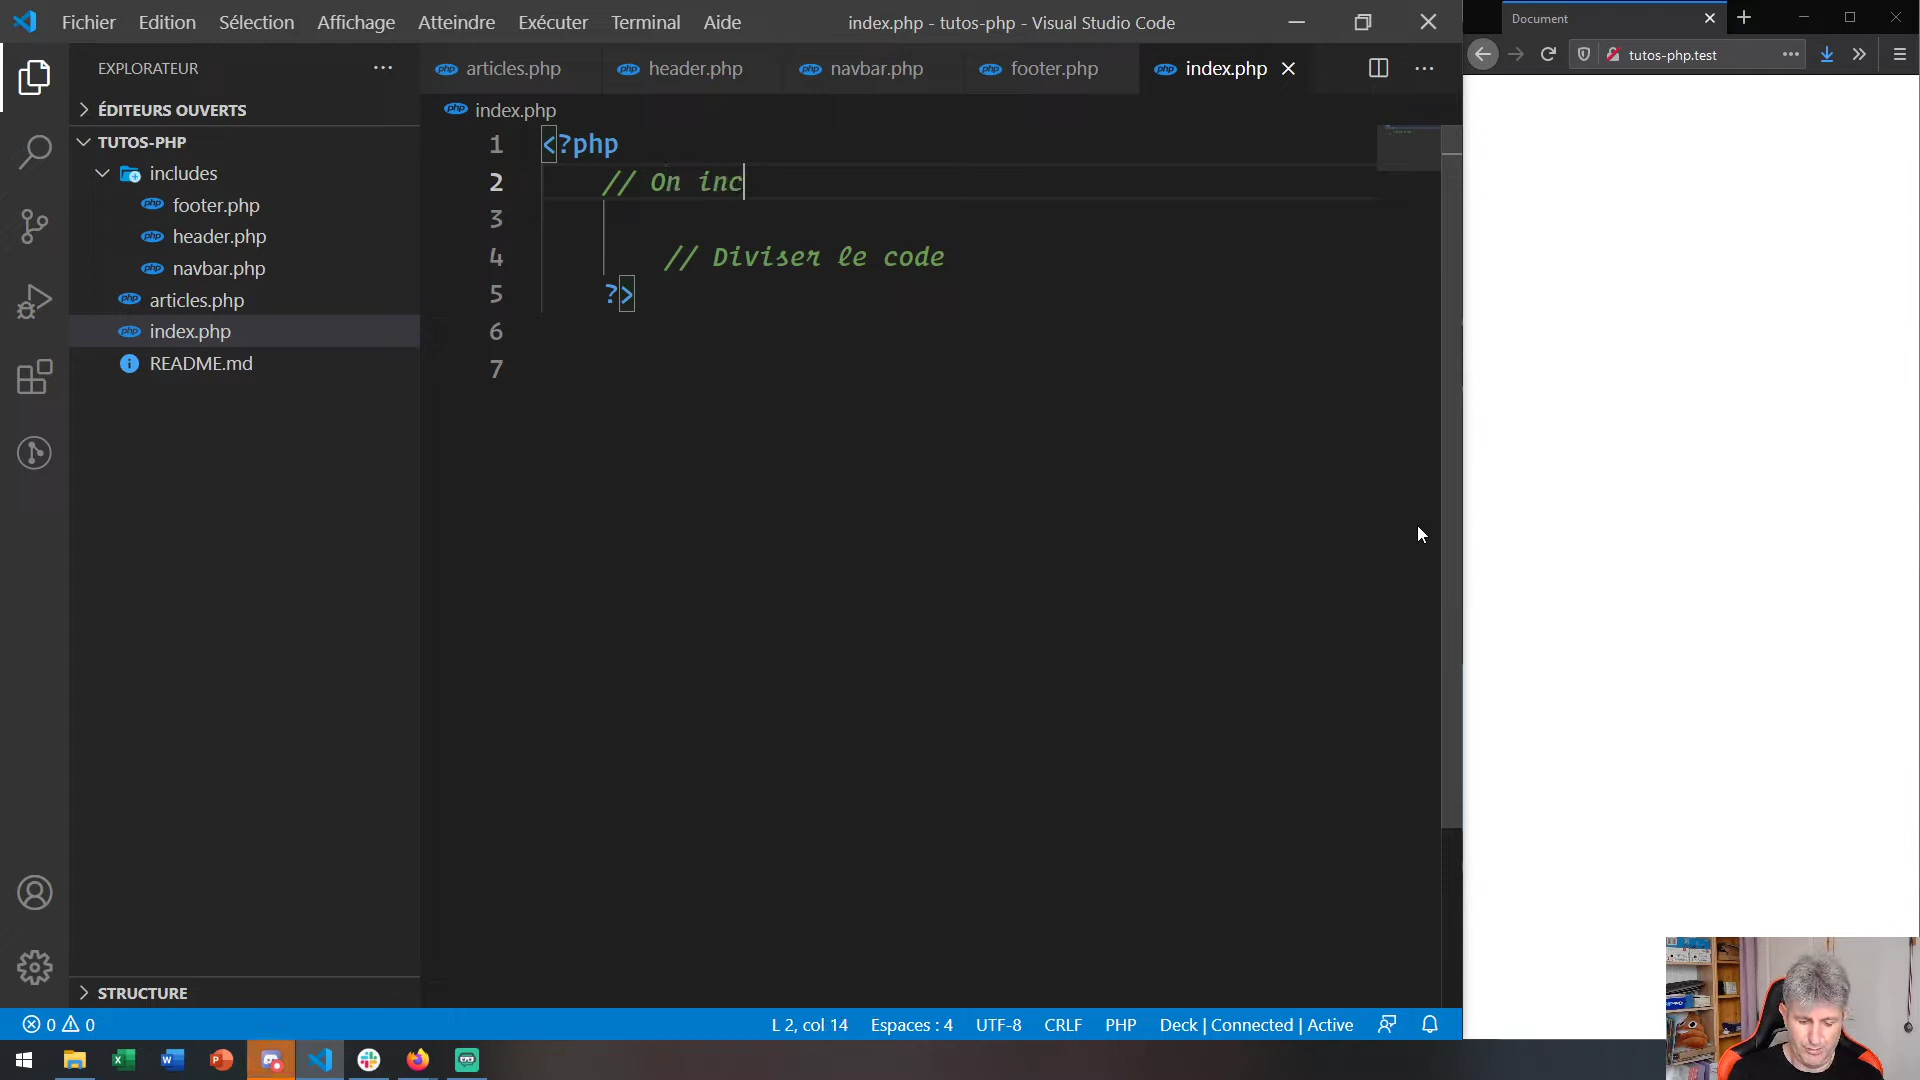 Fichier Edition Sélection Affichage Atteindre Exécuter Terminal Aide
index.php - tutos-php - Visual Studio Code
Document
tutos-php.test
EXPLORATEUR
ÉDITEURS OUVERTS
TUTOS-PHP
includes
footer.php
header.php
navbar.php
articles.php
index.php
README.md
STRUCTURE
articles.php header.php navbar.php footer.php index.php
index.php
1 <?php
2 // On inc
3
4 // Diviser le code
5 ?>
6
7
0 0
L 2, col 14 Espaces : 4 UTF-8 CRLF PHP Deck | Connected | Active